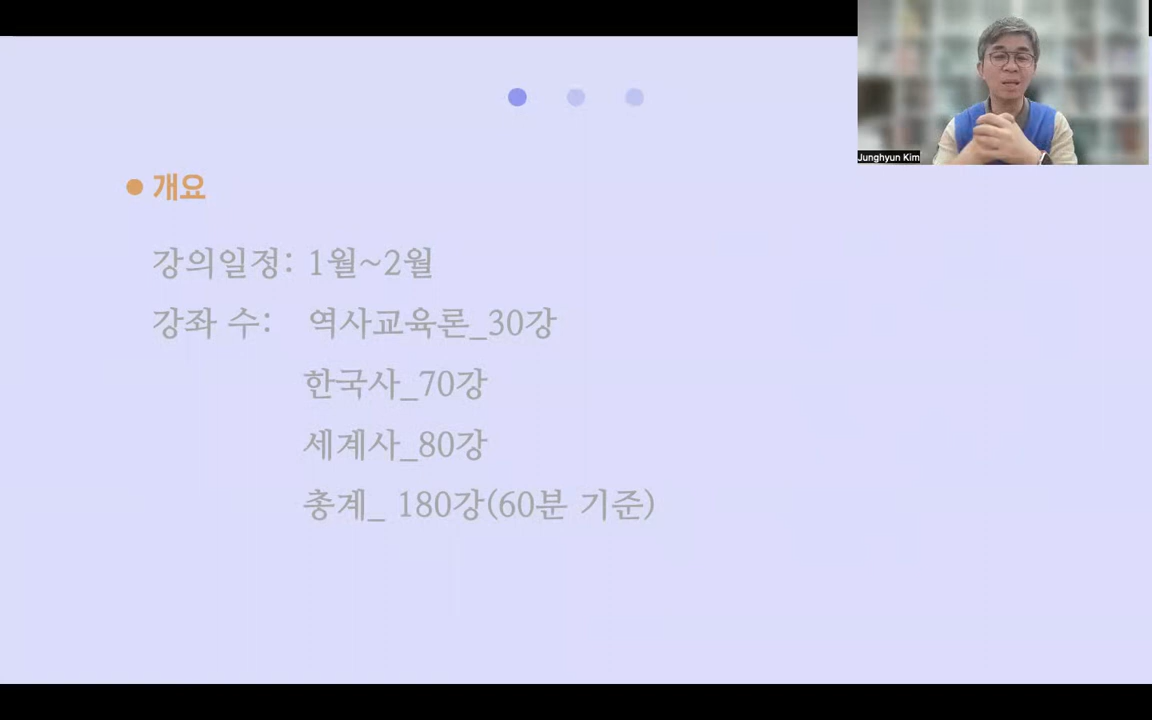 Junghyun Kim
개요
강의일정: 1월~2월
강좌 수: 역사교육론_30강
한국사_70강
세계사_80강
총계_ 180강(60분 기준)